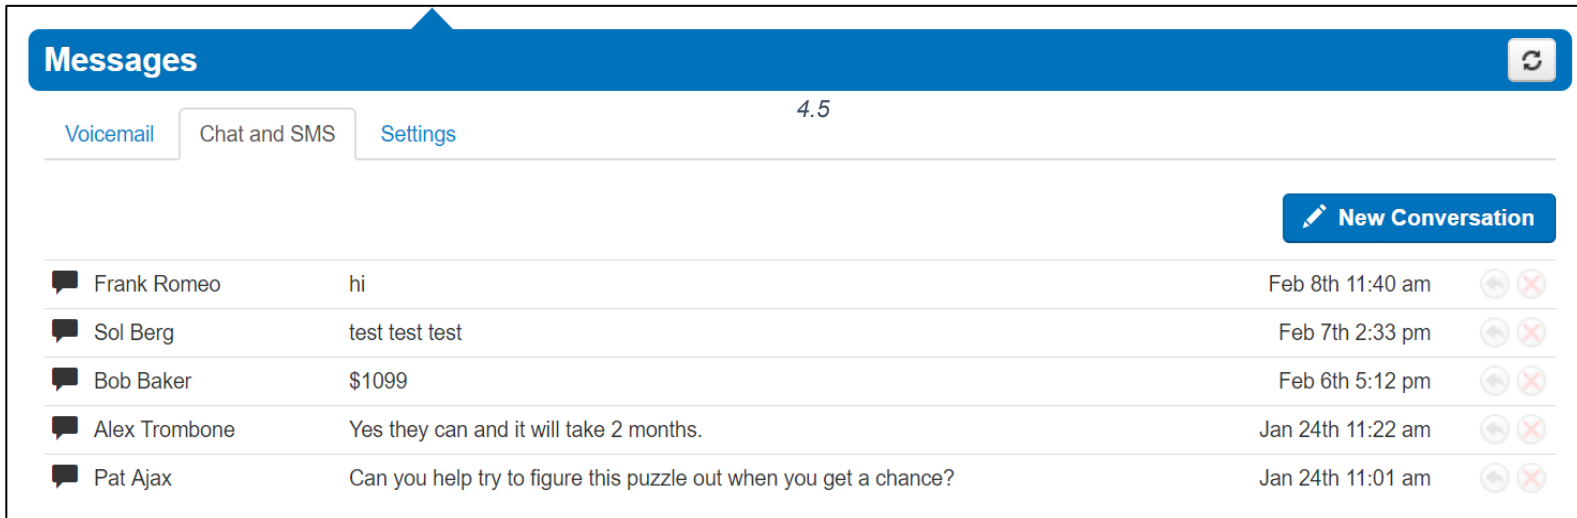 Messages
4.5
Voicemail Chat and SMS Settings
New Conversation
Frank Romeo hi Feb 8th 11:40 am
Sol Berg test test test Feb 7th 2:33 pm
Bob Baker $1099 Feb 6th 5:12 pm
Alex Trombone Yes they can and it will take 2 months. Jan 24th 11:22 am
Pat Ajax Can you help try to figure this puzzle out when you get a chance? Jan 24th 11:01 am